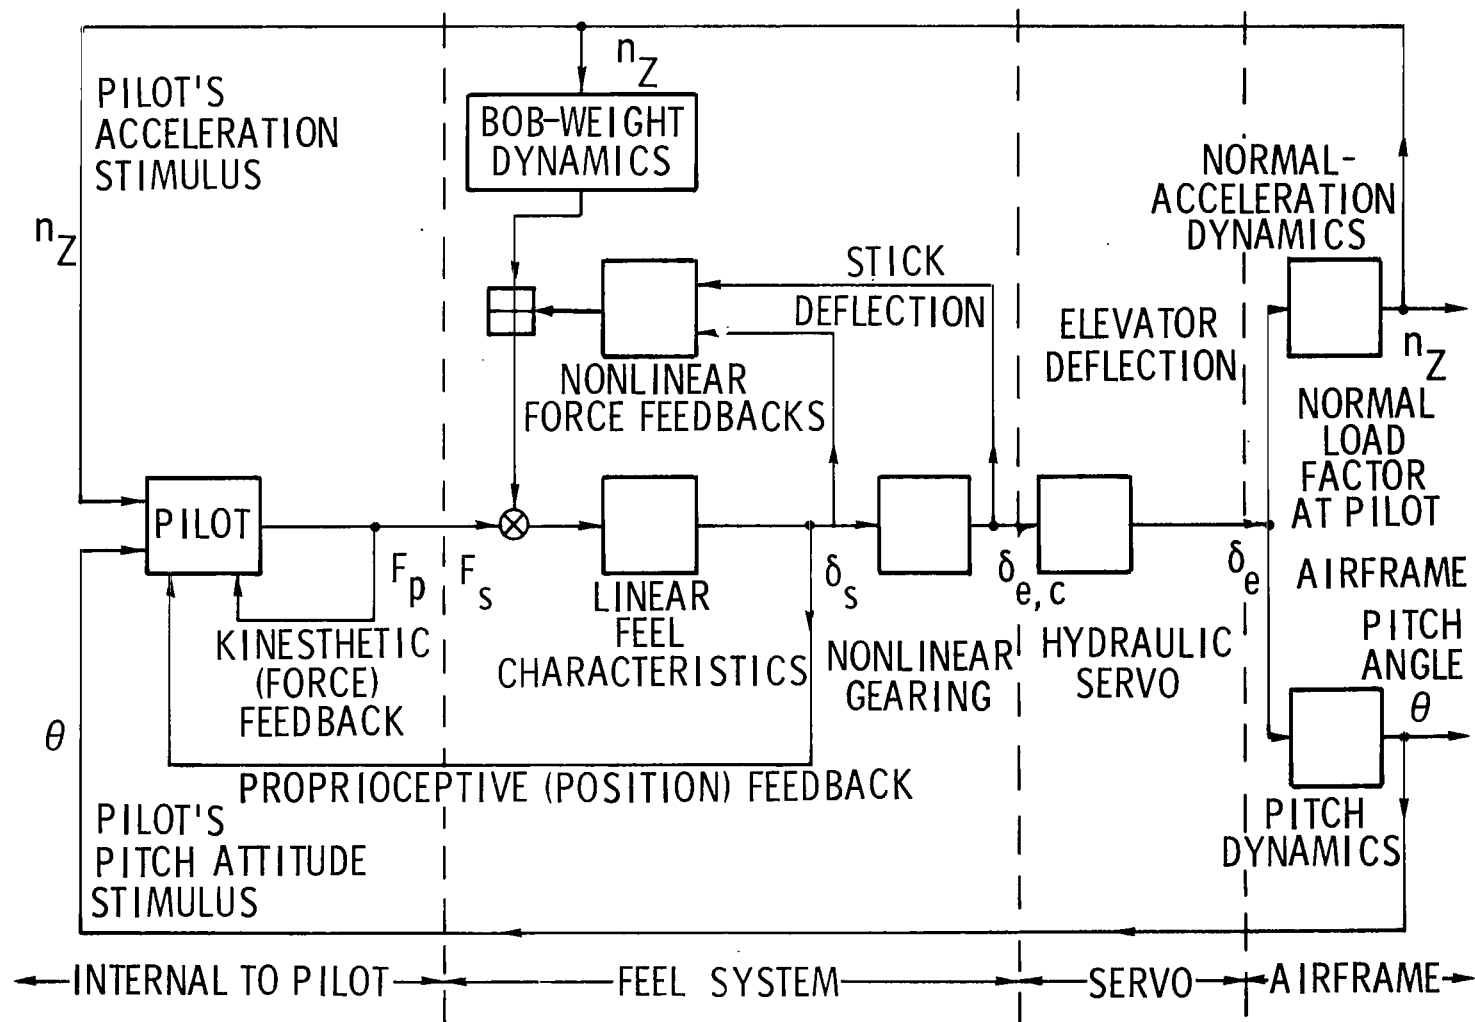 n_Z
PILOT'S
ACCELERATION
STIMULUS
BOB-WEIGHT
DYNAMICS
NORMAL-
ACCELERATION
DYNAMICS
n_Z
STICK
DEFLECTION
ELEVATOR
DEFLECTION
n_Z
NONLINEAR
FORCE FEEDBACKS
NORMAL
LOAD
FACTOR
AT PILOT
PILOT
F_p
F_s
LINEAR
FEEL
CHARACTERISTICS
δ_s
NONLINEAR
GEARING
δ_e,c
HYDRAULIC
SERVO
δ_e
AIRFRAME
PITCH
ANGLE
θ
KINESTHETIC
(FORCE)
FEEDBACK
θ
PROPRIOCEPTIVE (POSITION) FEEDBACK
PILOT'S
PITCH ATTITUDE
STIMULUS
PITCH
DYNAMICS
INTERNAL TO PILOT
FEEL SYSTEM
SERVO
AIRFRAME